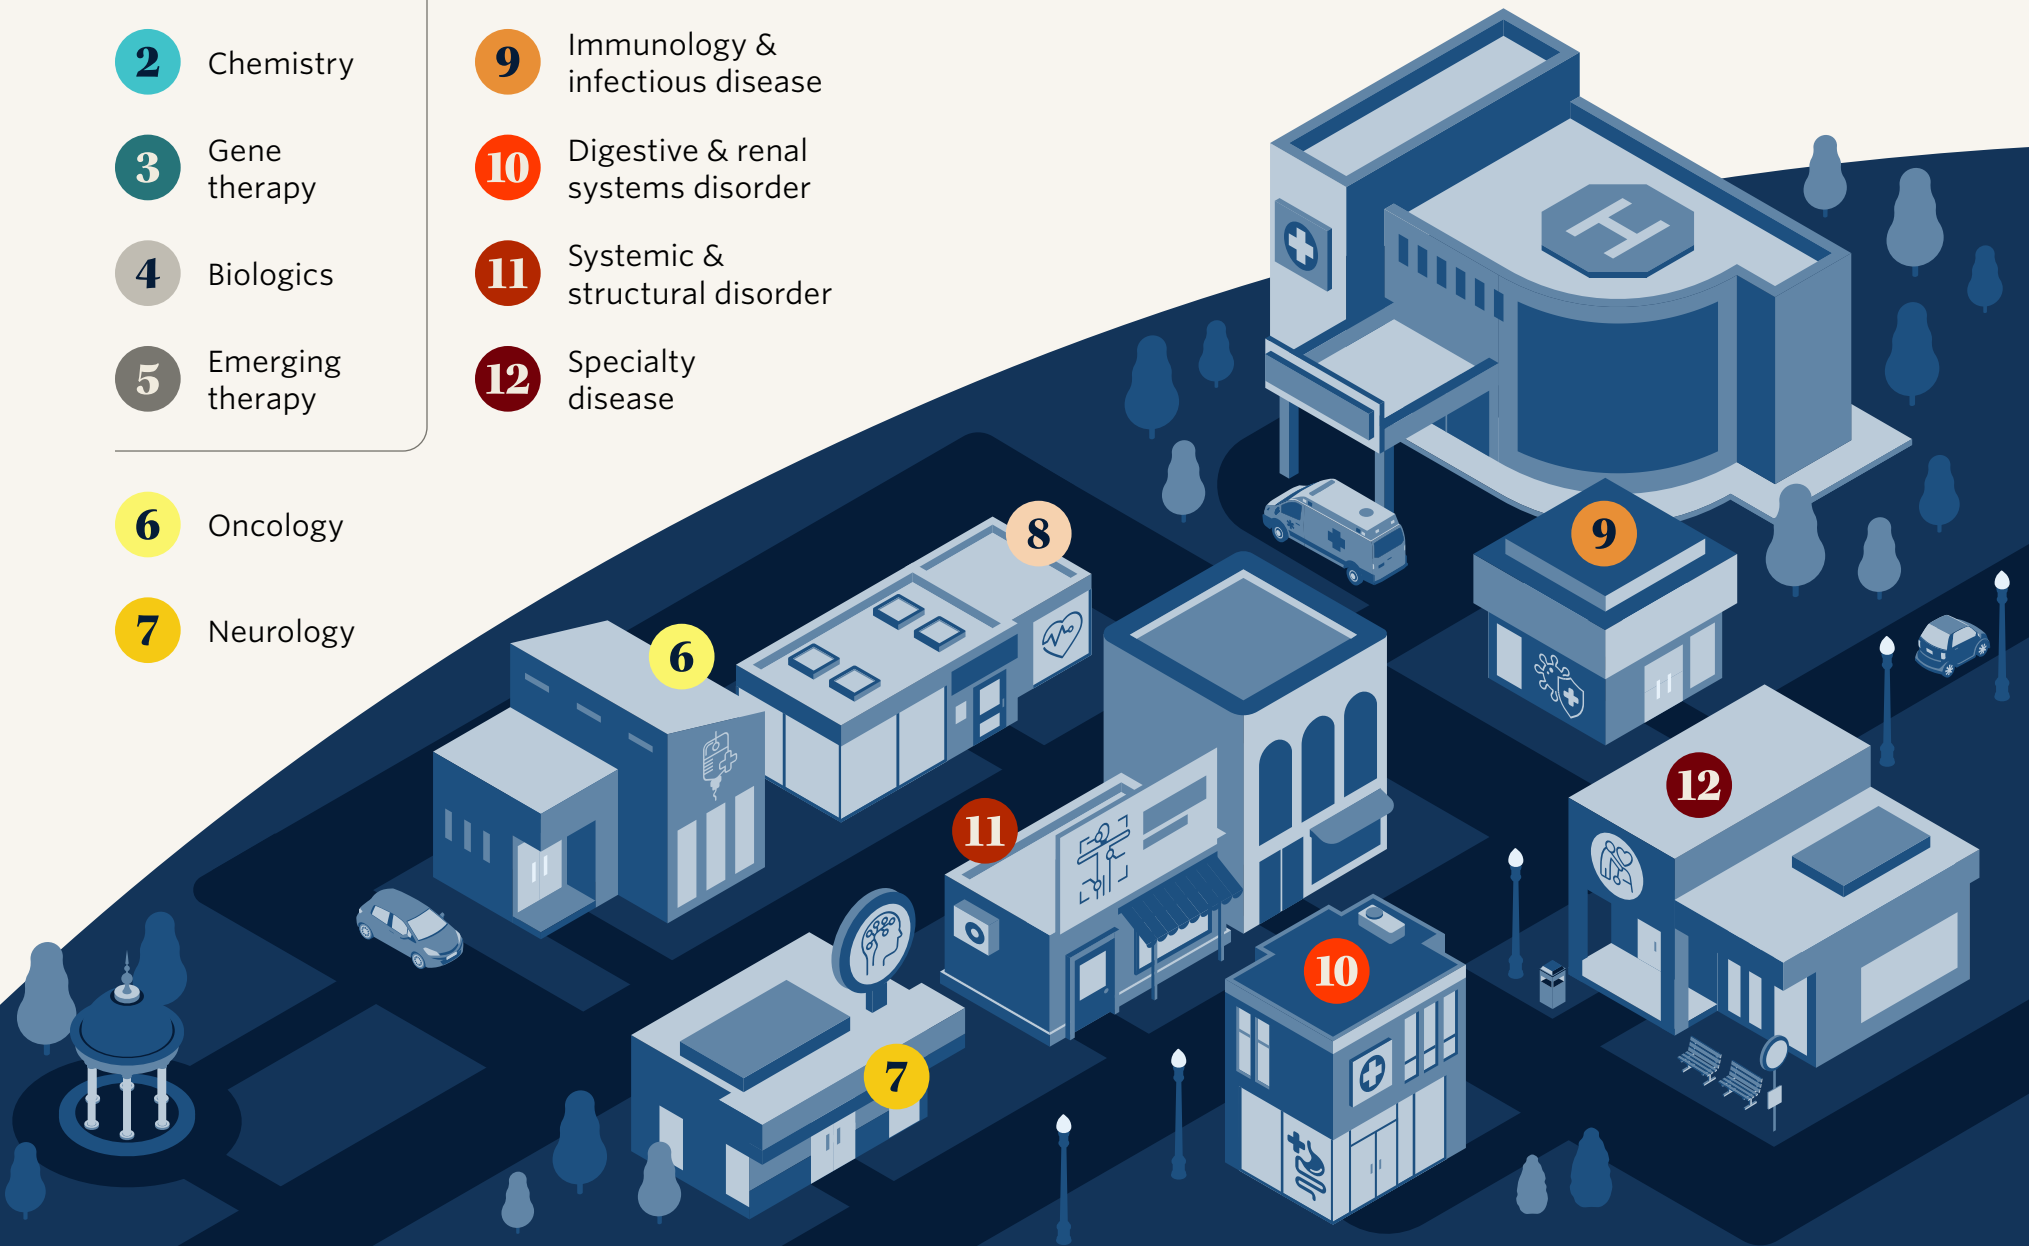 2 Chemistry
3 Gene
therapy
4 Biologics
5 Emerging
therapy
6 Oncology
7 Neurology
9 Immunology &
infectious disease
10 Digestive & renal
systems disorder
11 Systemic &
structural disorder
12 Specialty
disease
H
8
9
6
12
11
10
7